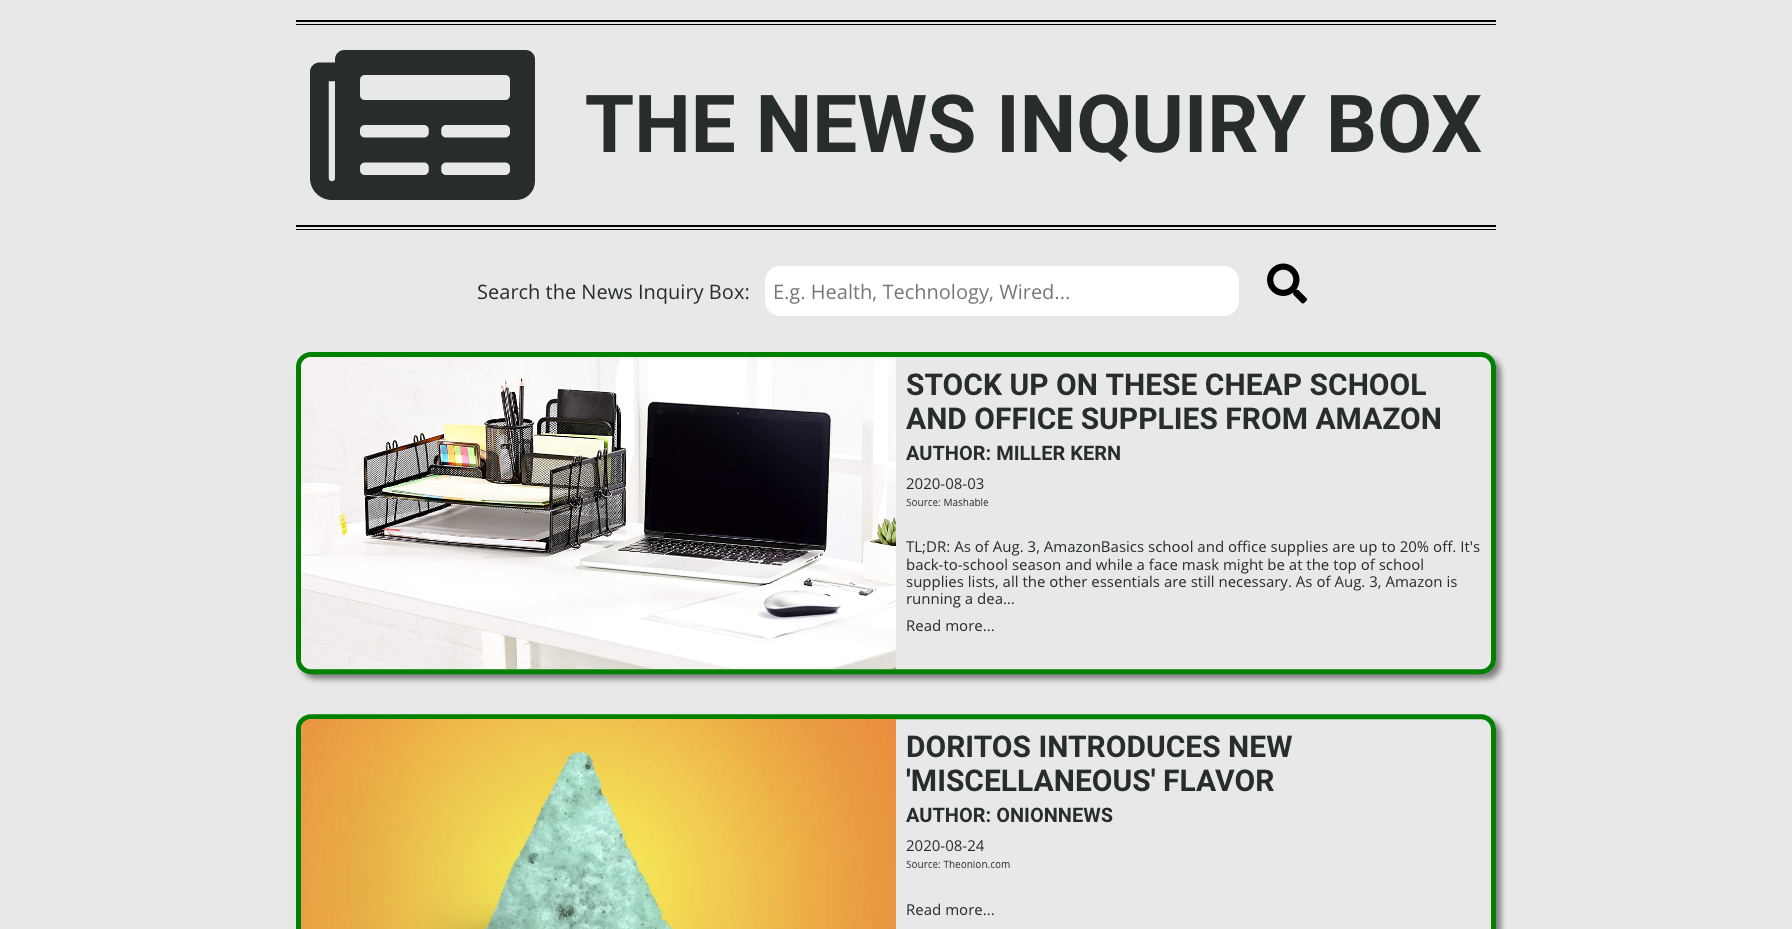 THE NEWS INQUIRY BOX
Search the News Inquiry Box:
E.g. Health, Technology, Wired...
STOCK UP ON THESE CHEAP SCHOOL
AND OFFICE SUPPLIES FROM AMAZON
AUTHOR: MILLER KERN
2020-08-03
Source: Mashable
TL;DR: As of Aug. 3, AmazonBasics school and office supplies are up to 20% off. It's
back-to-school season and while a face mask might be at the top of school
supplies lists, all the other essentials are still necessary. As of Aug. 3, Amazon is
running a dea...
Read more...
DORITOS INTRODUCES NEW
'MISCELLANEOUS' FLAVOR
AUTHOR: ONIONNEWS
2020-08-24
Source: Theonion.com
Read more...